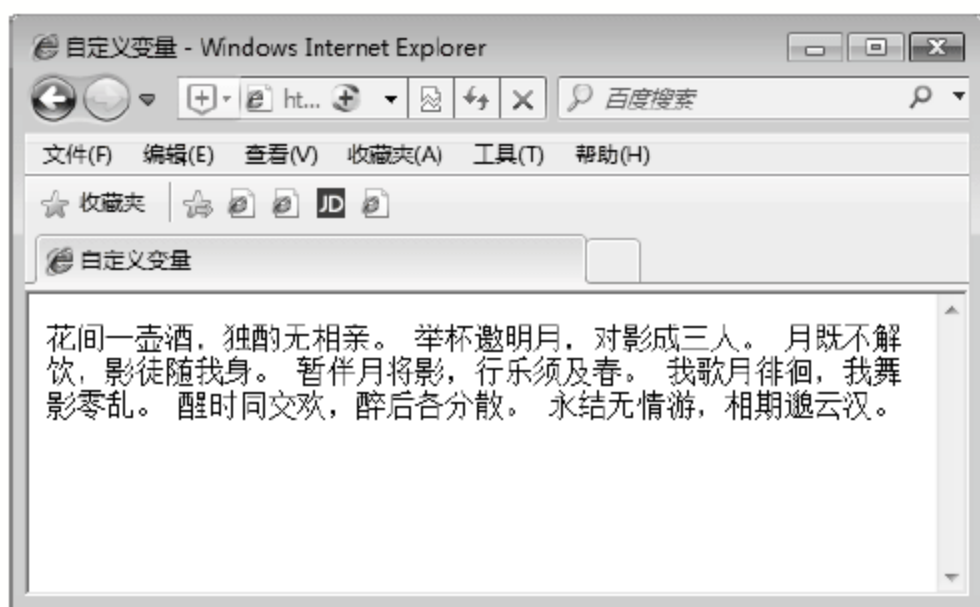 自定义变量 - Windows Internet Explorer
ht... 百度搜索
文件(F) 编辑(E) 查看(V) 收藏夹(A) 工具(T) 帮助(H)
收藏夹 JD
自定义变量
花间一壶酒，独酌无相亲。 举杯邀明月，对影成三人。 月既不解
饮，影徒随我身。 暂伴月将影，行乐须及春。 我歌月徘徊，我舞
影零乱。 醒时同交欢，醉后各分散。 永结无情游，相期邈云汉。